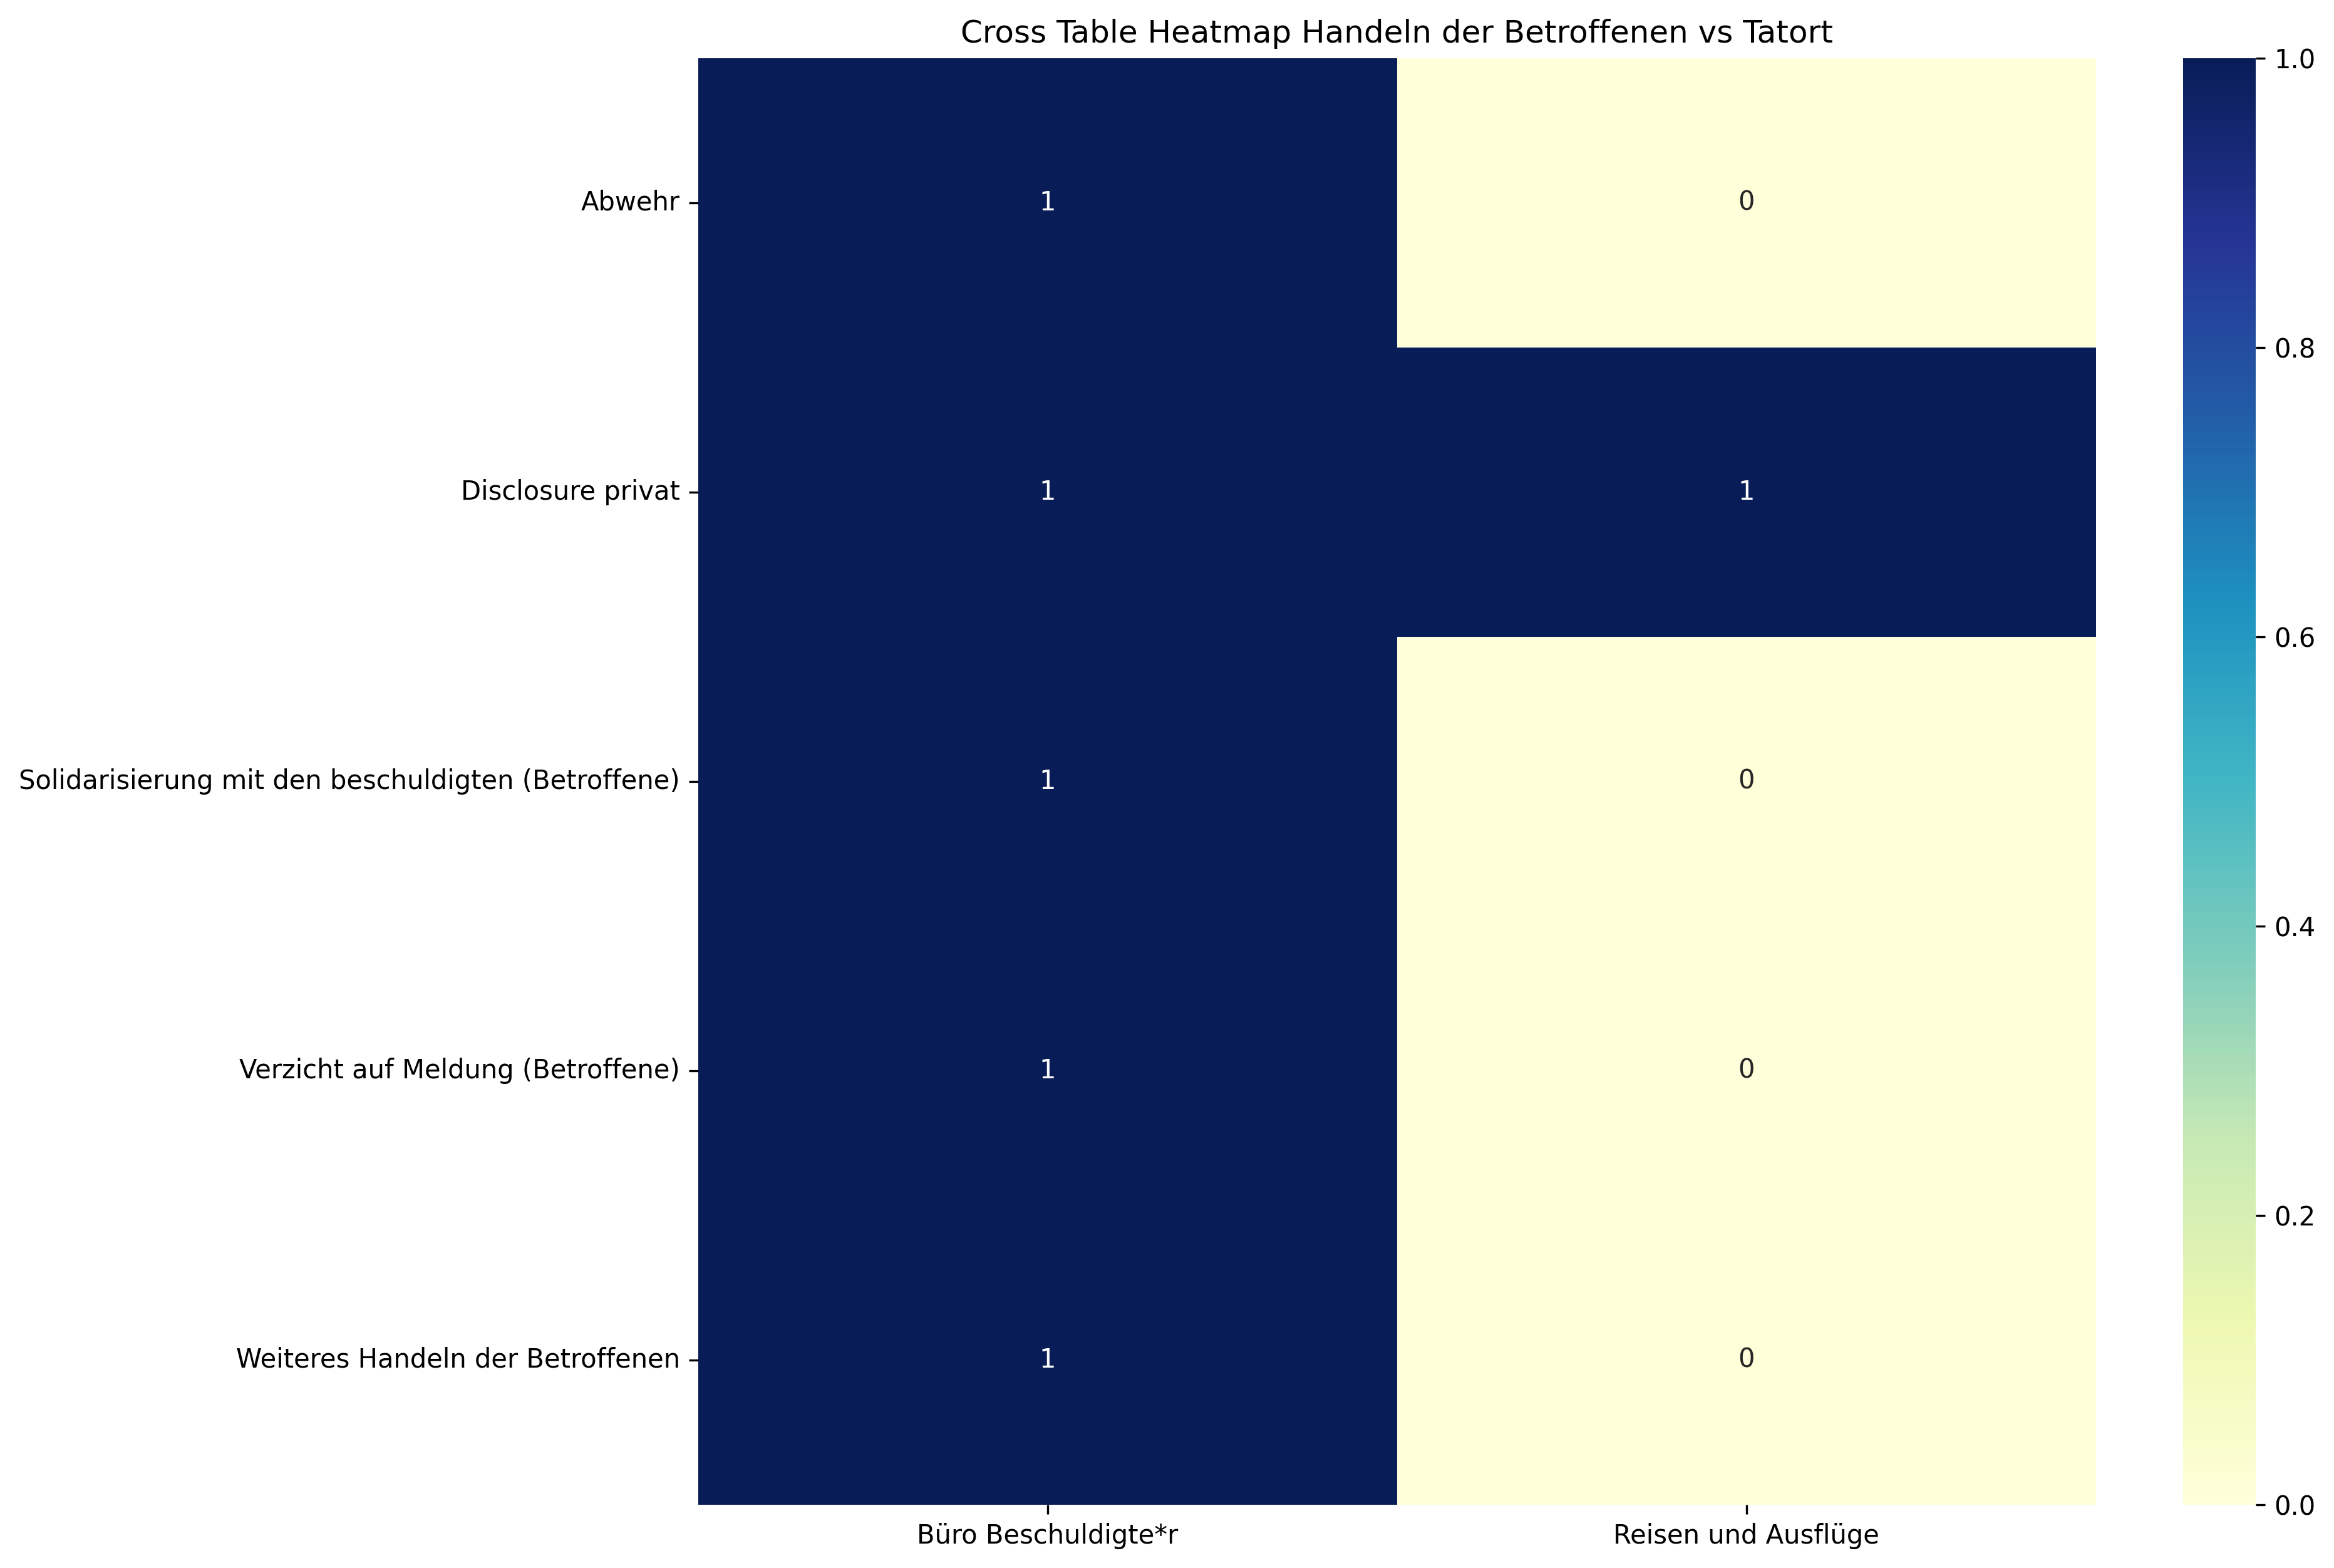 Cross Table Heatmap Handeln der Betroffenen vs Tatort
Abwehr
1
0
Disclosure privat
1
1
Solidarisierung mit den beschuldigten (Betroffene)
1
0
Verzicht auf Meldung (Betroffene)
1
0
Weiteres Handeln der Betroffenen
1
0
Büro Beschuldigte*r
Reisen und Ausflüge
1.0
0.8
0.6
0.4
0.2
0.0